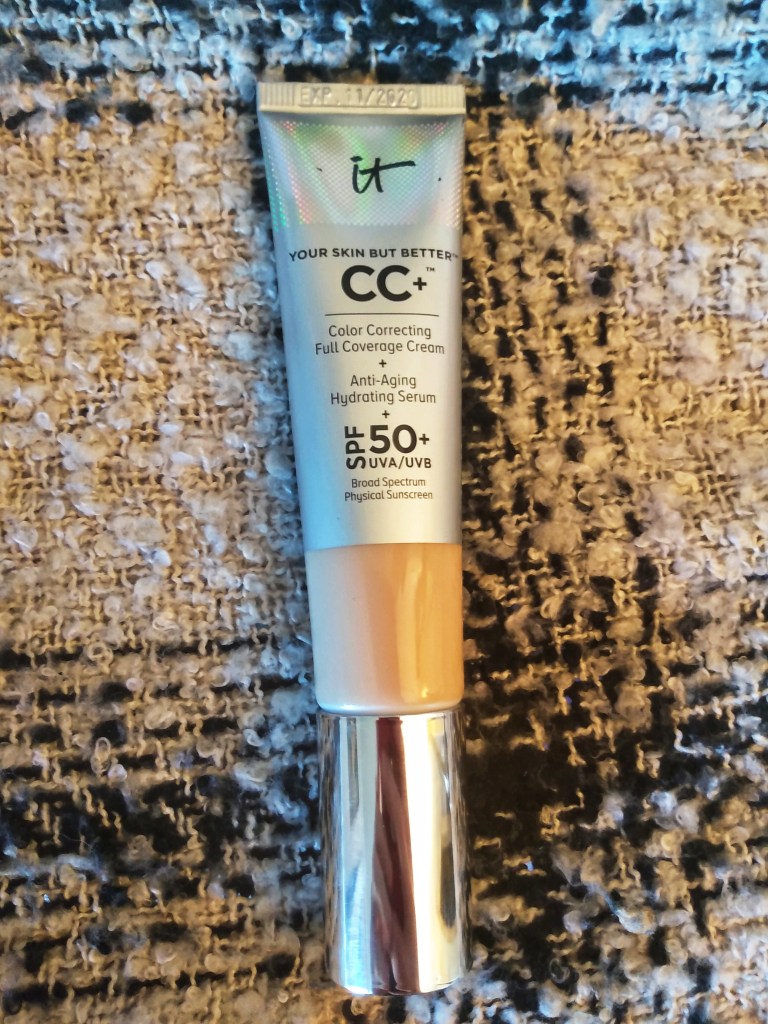 EXP. 11/2020
it
YOUR SKIN BUT BETTER™
CC+™
Color Correcting
Full Coverage Cream
+
Anti-Aging
Hydrating Serum
+
SPF 50+
UVA/UVB
Broad Spectrum
Physical Sunscreen